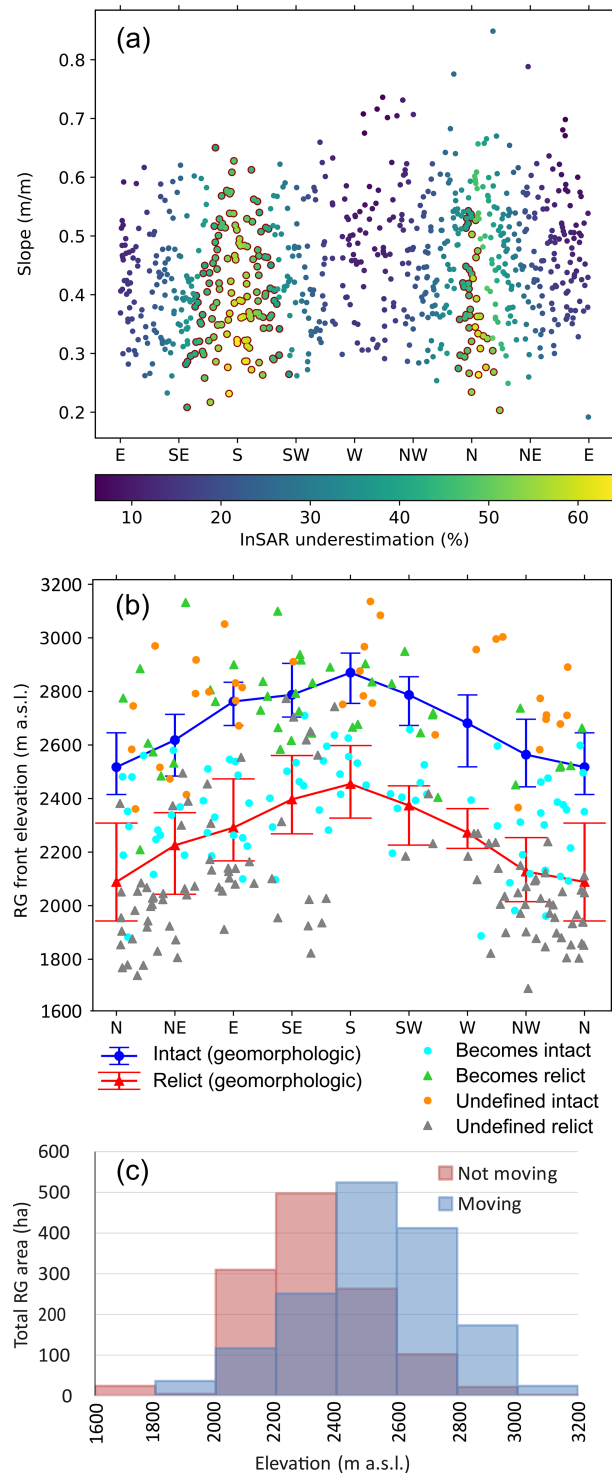 (a)
0.8
0.7
0.6
0.5
0.4
0.3
0.2
Slope (m/m)
E SE S SW W NW N NE E
10 20 30 40 50 60
InSAR underestimation (%)
(b)
3200
3000
2800
2600
2400
2200
2000
1800
1600
RG front elevation (m a.s.l.)
N NE E SE S SW W NW N
Intact (geomorphologic)
Relict (geomorphologic)
Becomes intact
Becomes relict
Undefined intact
Undefined relict
(c)
600
500
400
300
200
100
0
Total RG area (ha)
Not moving
Moving
1600 1800 2000 2200 2400 2600 2800 3000 3200
Elevation (m a.s.l.)